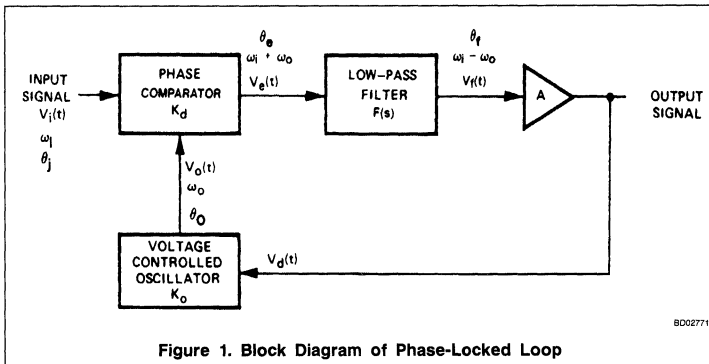 INPUT
SIGNAL
Vi(t)
ωi
θj
PHASE
COMPARATOR
Kd
θe
ωi + ωo
Ve(t)
LOW-PASS
FILTER
F(s)
θf
ωi - ωo
Vf(t)
A
OUTPUT
SIGNAL
Vo(t)
ωo
θo
VOLTAGE
CONTROLLED
OSCILLATOR
Ko
Vd(t)
BD02771
Figure 1. Block Diagram of Phase-Locked Loop